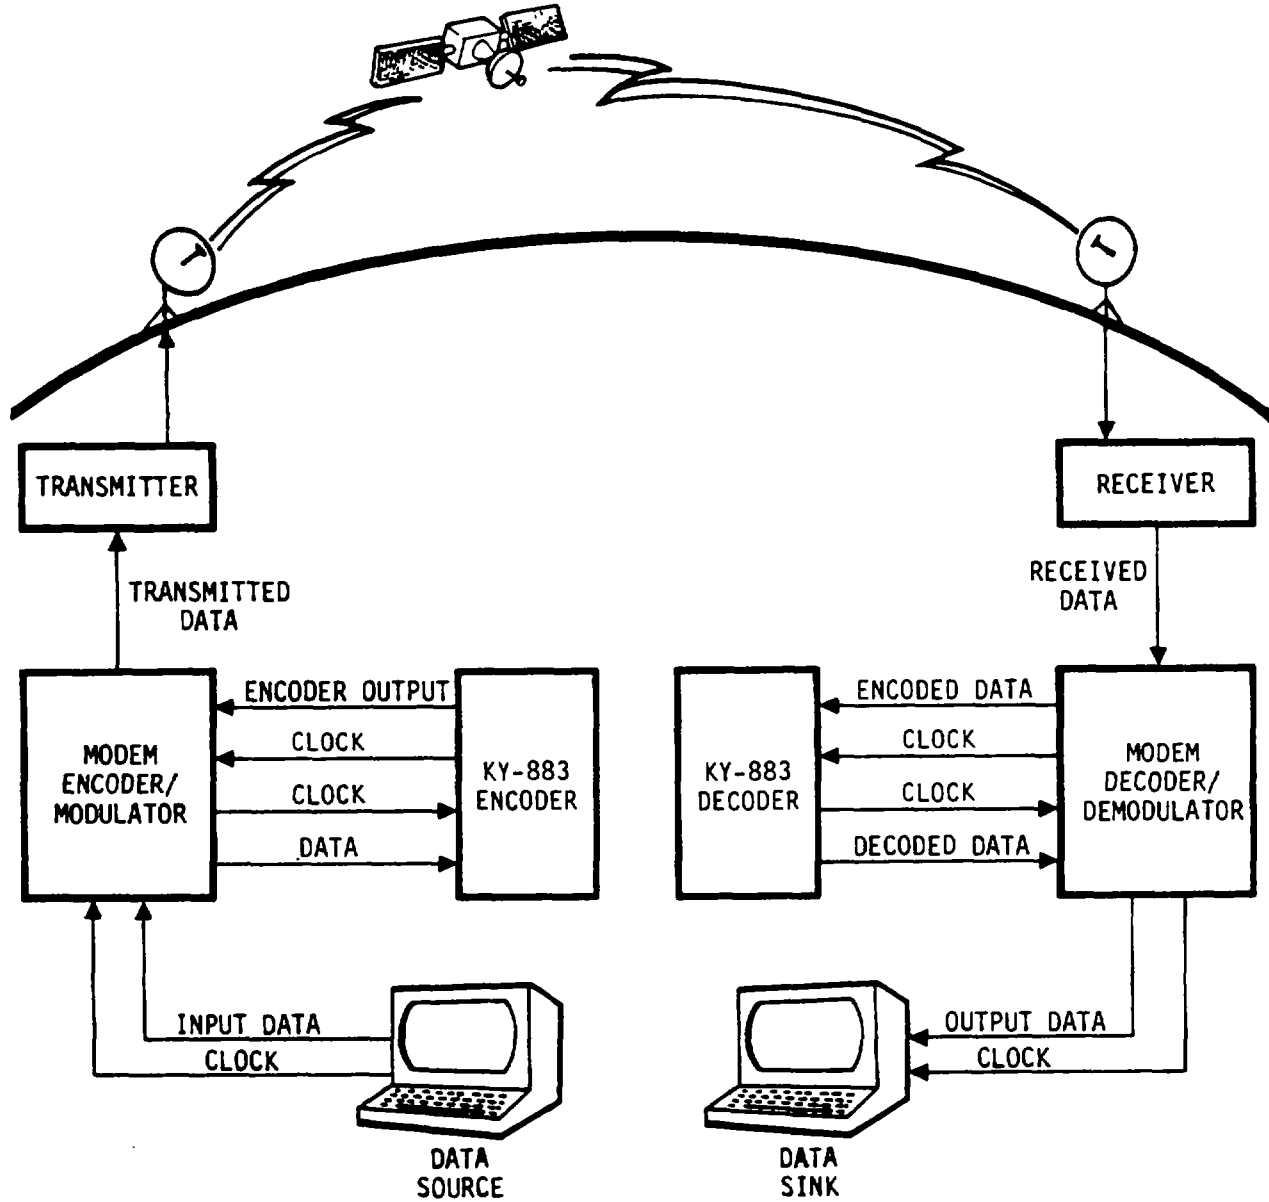 TRANSMITTER
RECEIVER
TRANSMITTED
DATA
RECEIVED
DATA
MODEM
ENCODER/
MODULATOR
ENCODER OUTPUT
CLOCK
CLOCK
DATA
KY-883
ENCODER
KY-883
DECODER
ENCODED DATA
CLOCK
CLOCK
DECODED DATA
MODEM
DECODER/
DEMODULATOR
INPUT DATA
CLOCK
OUTPUT DATA
CLOCK
DATA
SOURCE
DATA
SINK